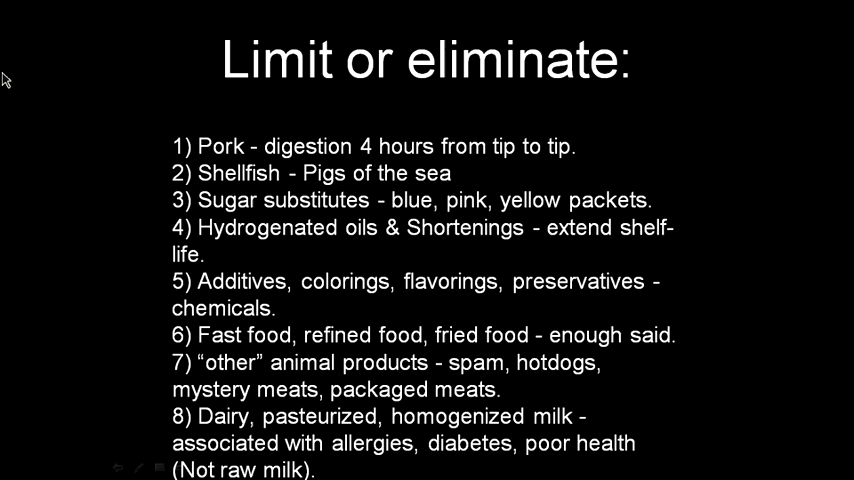 Limit or eliminate:
1) Pork - digestion 4 hours from tip to tip.
2) Shellfish - Pigs of the sea
3) Sugar substitutes - blue, pink, yellow packets.
4) Hydrogenated oils & Shortenings - extend shelf-
life.
5) Additives, colorings, flavorings, preservatives -
chemicals.
6) Fast food, refined food, fried food - enough said.
7) “other” animal products - spam, hotdogs,
mystery meats, packaged meats.
8) Dairy, pasteurized, homogenized milk -
associated with allergies, diabetes, poor health
(Not raw milk).